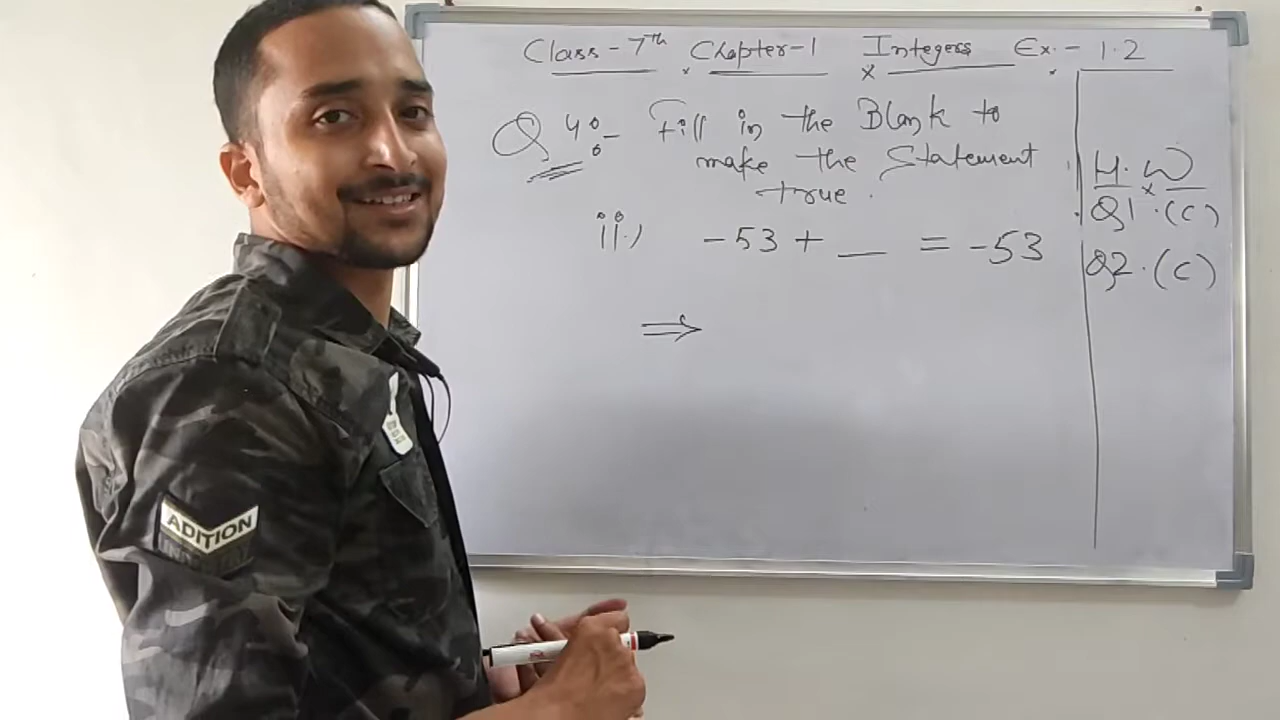 Class - 7th Chapter-1 Integers Ex. - 1.2
Q 4:- Fill in the Blank to
make the Statement
true.
ii.) -53 + __ = -53
⇒
H.W
Q1.(C)
Q2.(C)
ADITION